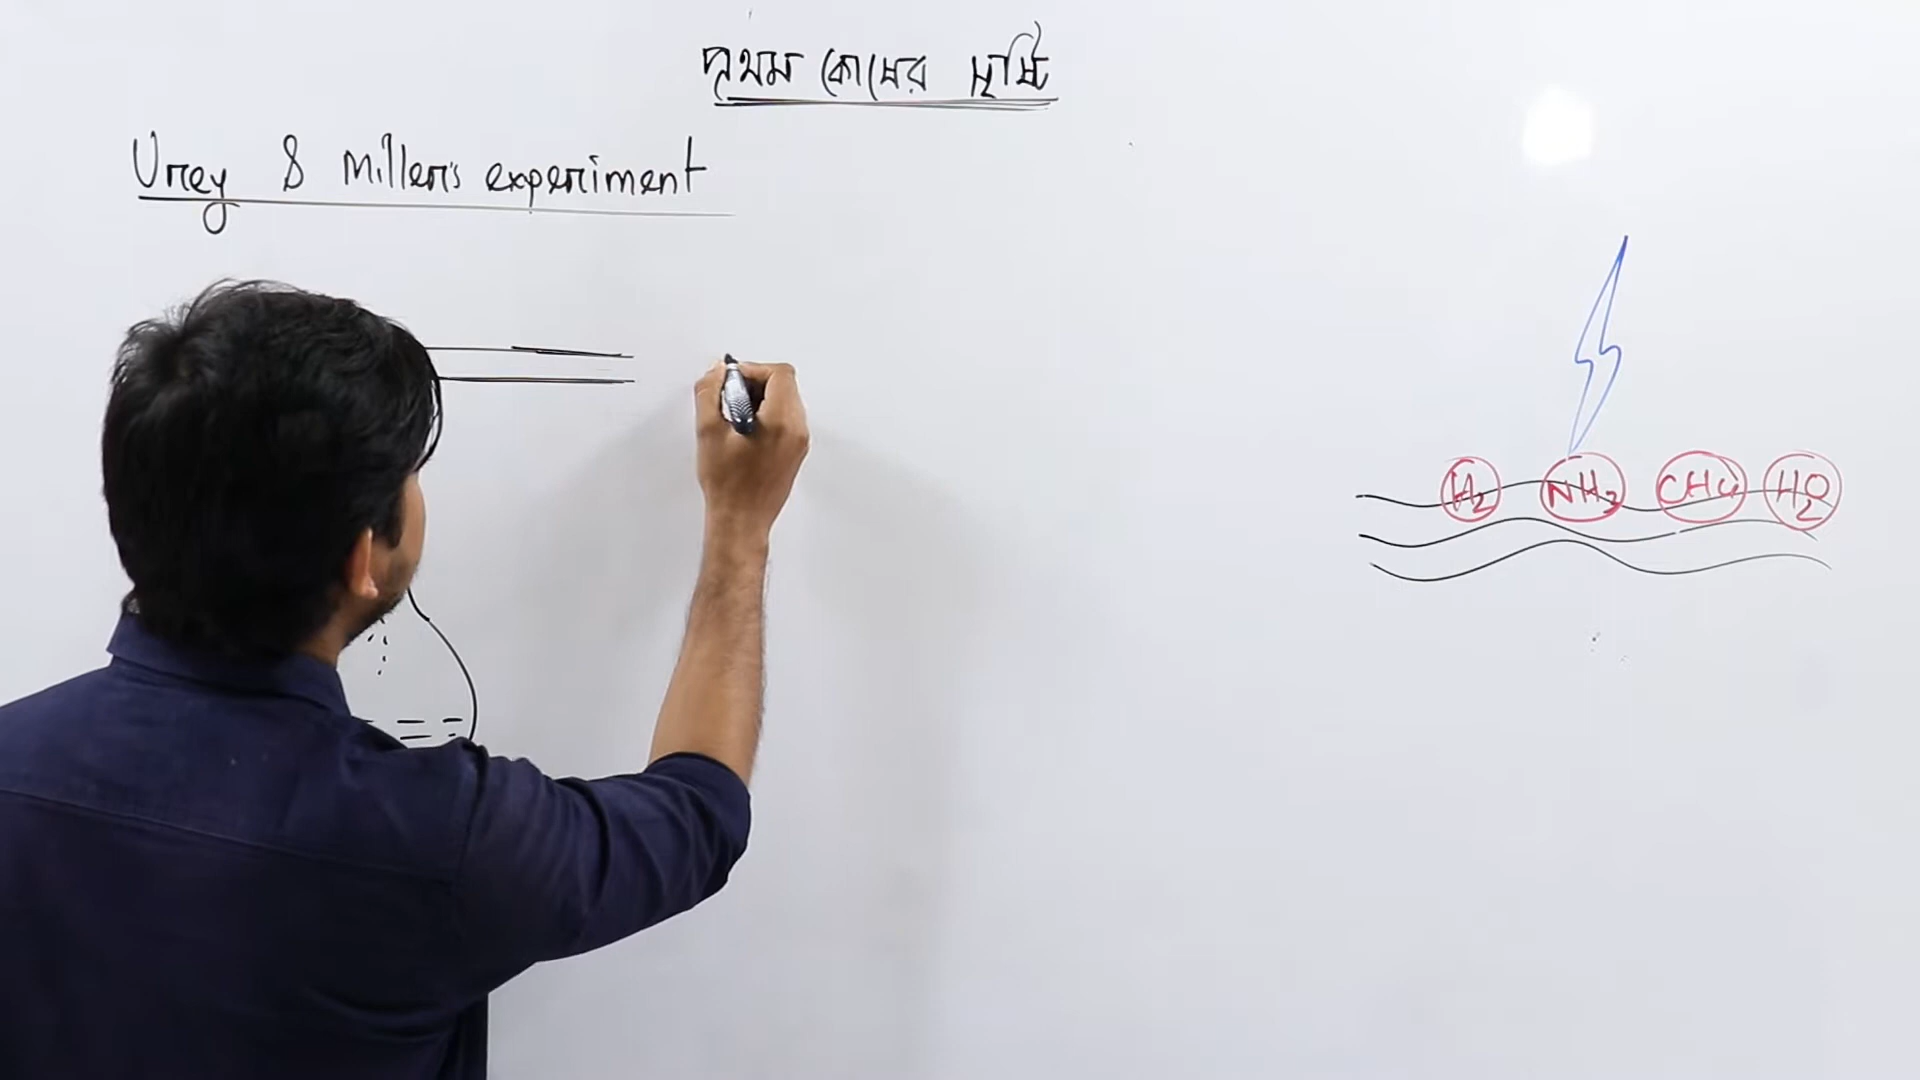 প্রথম কোষের সৃষ্টি
Urey & Miller's experiment
H₂ NH₃ CH₄ H₂O